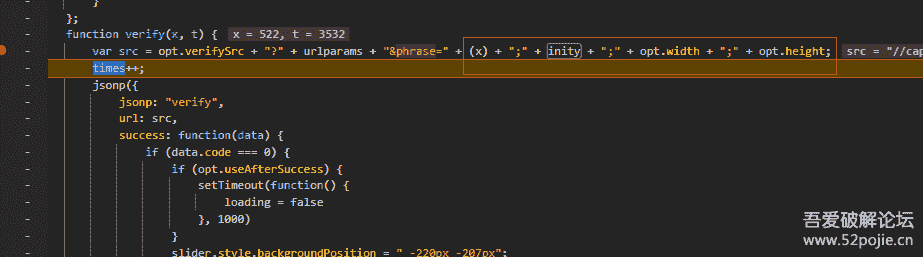 }
};
function verify(x, t) { x = 522, t = 3532
var src = opt.verifySrc + "?" + urlparams + "&phrase=" + (x) + ";" + inity + ";" + opt.width + ";" + opt.height; src = "//cap
times++;
jsonp({
jsonp: "verify",
url: src,
success: function(data) {
if (data.code === 0) {
if (opt.useAfterSuccess) {
setTimeout(function() {
loading = false
}, 1000)
}
slider.style.backgroundPosition = " -220px -207px";
吾爱破解论坛
www.52pojie.cn